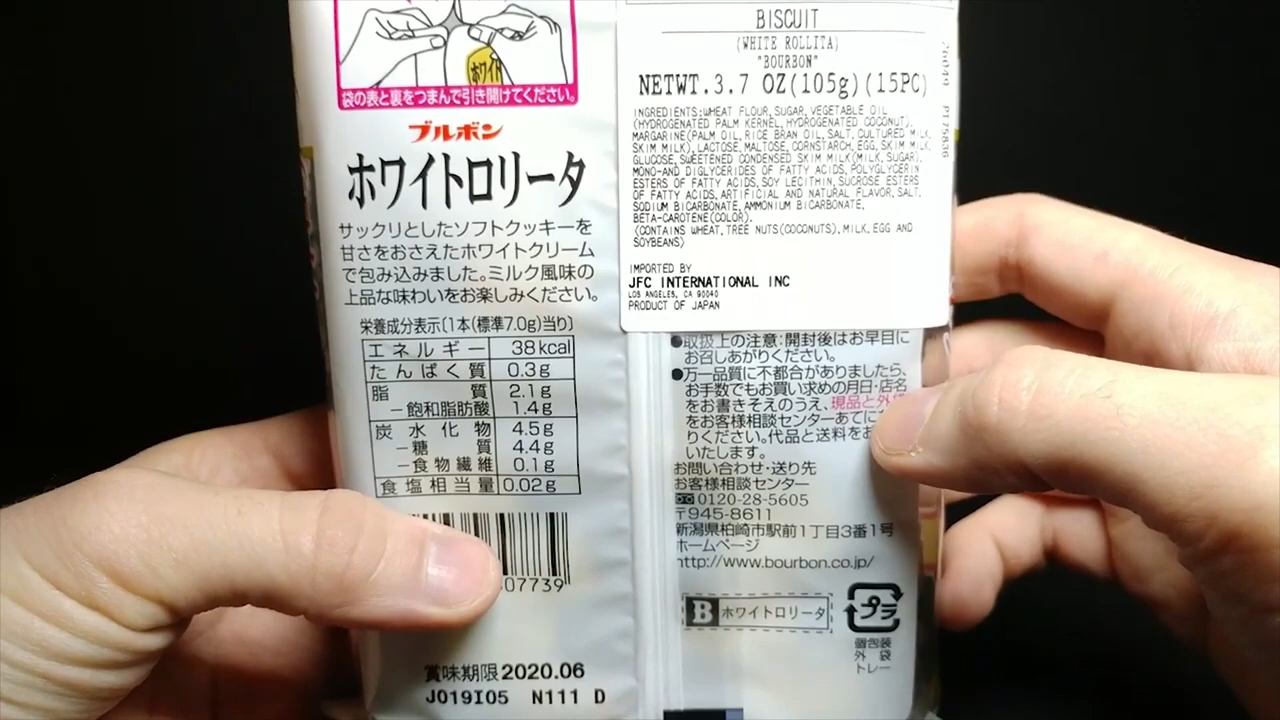 ホワイト
袋の表と裏をつまんで引き開けてください。
ブルボン
ホワイトロリータ
サックリとしたソフトクッキーを
甘さをおさえたホワイトクリーム
で包み込みました。ミルク風味の
上品な味わいをお楽しみください。
栄養成分表示〔1本(標準7.0g)当り〕
エネルギー 38kcal
たんぱく質 0.3g
脂質 2.1g
−飽和脂肪酸 1.4g
炭水化物 4.5g
−糖質 4.4g
−食物繊維 0.1g
食塩相当量 0.02g
07739
賞味期限2020.06
J019I05 N111 D
BISCUIT
(WHITE ROLLITA)
"BOURBON"
NETWT.3.7 OZ(105g)(15PC)
INGREDIENTS:WHEAT FLOUR, SUGAR, VEGETABLE OIL
(HYDROGENATED PALM KERNEL, HYDROGENATED COCONUT),
MARGARINE(PALM OIL, RICE BRAN OIL, SALT, CULTURED MILK,
SKIM MILK), LACTOSE, MALTOSE, CORNSTARCH, EGG, SKIM MILK,
GLUCOSE, SWEETENED CONDENSED SKIM MILK(MILK, SUGAR),
MONO-AND DIGLYCERIDES OF FATTY ACIDS, POLYGLYCERIN
ESTERS OF FATTY ACIDS, SOY LECITHIN, SUCROSE ESTERS
OF FATTY ACIDS, ARTIFICIAL AND NATURAL FLAVOR, SALT,
SODIUM BICARBONATE, AMMONIUM BICARBONATE,
BETA-CAROTENE(COLOR).
(CONTAINS WHEAT, TREE NUTS(COCONUTS), MILK, EGG AND
SOYBEANS)
IMPORTED BY
JFC INTERNATIONAL INC
LOS ANGELES, CA 90040
PRODUCT OF JAPAN
●取扱上の注意：開封後はお早目に
お召しあがりください。
●万一品質に不都合がありましたら、
お手数でもお買い求めの月日・店名
をお書きそえのうえ、現品と外
をお客様相談センターあてに
りください。代品と送料をお
いたします。
お問い合わせ・送り先
お客様相談センター
0120-28-5605
〒945-8611
新潟県柏崎市駅前1丁目3番1号
ホームページ
http://www.bourbon.co.jp/
B ホワイトロリータ
プラ
個包装
外 袋
トレー